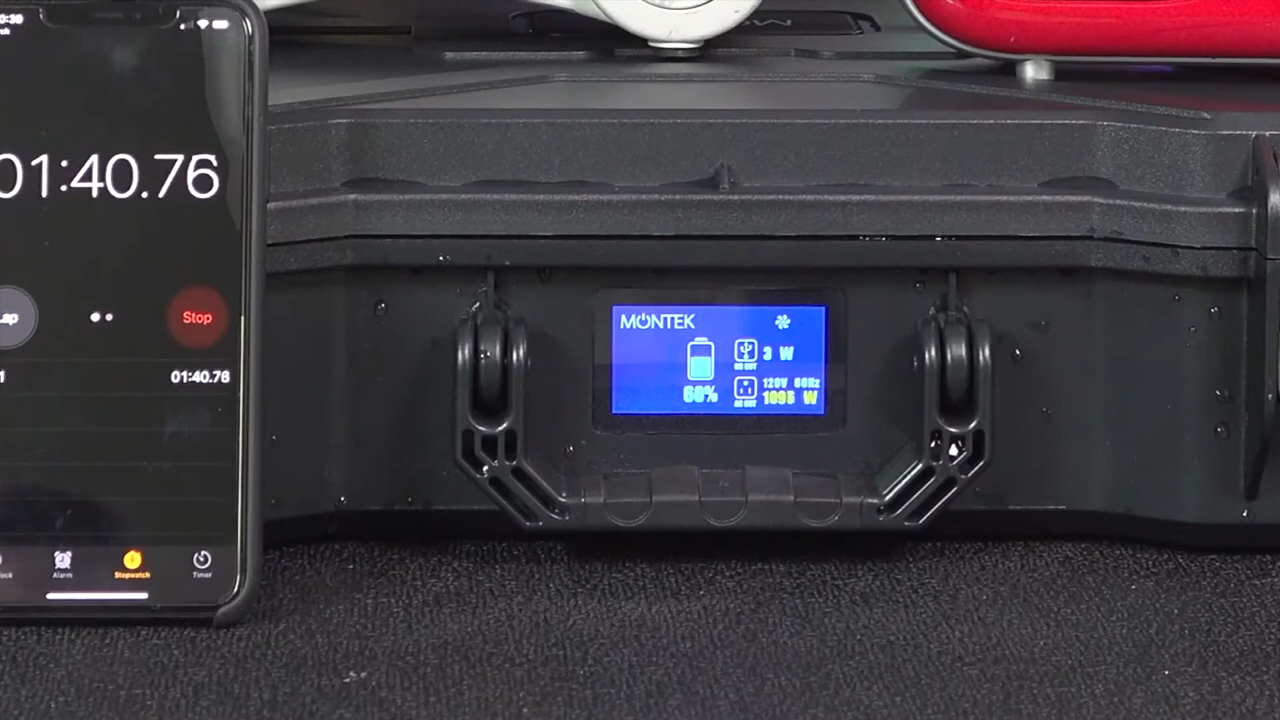 01:40.76
Stop
01:40.76
Alarm
Stopwatch
Timer
MONTEK
3 W
DC OUT
60%
120V 60Hz
AC OUT
1095 W